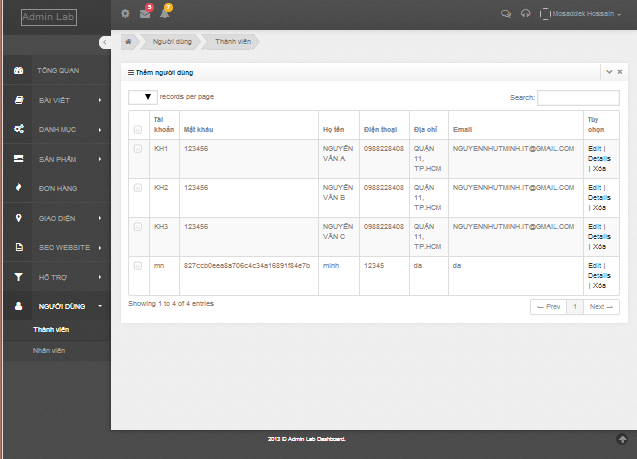 Admin Lab
5
7
Mosaddek Hossain
Người dùng
Thành viên
TỔNG QUAN
BÀI VIẾT
DANH MỤC
SẢN PHẨM
ĐƠN HÀNG
GIAO DIỆN
SEO WEBSITE
HỖ TRỢ
NGƯỜI DÙNG
Thành viên
Nhân viên
Thêm người dùng
records per page
Search:
Tài khoản Mật khẩu Họ tên Điện thoại Địa chỉ Email Tùy chọn
KH1 123456 NGUYỄN VĂN A 0988228408 QUẬN 11, TP.HCM NGUYENNHUTMINH.IT@GMAIL.COM Edit | Details | Xóa
KH2 123456 NGUYỄN VĂN B 0988228408 QUẬN 11, TP.HCM NGUYENNHUTMINH.IT@GMAIL.COM Edit | Details | Xóa
KH3 123456 NGUYỄN VĂN C 0988228408 QUẬN 11, TP.HCM NGUYENNHUTMINH.IT@GMAIL.COM Edit | Details | Xóa
mn 827ccb0eea8a706c4c34a16891f84e7b minh 12345 da da Edit | Details | Xóa
Showing 1 to 4 of 4 entries
← Prev 1 Next →
2013 © Admin Lab Dashboard.